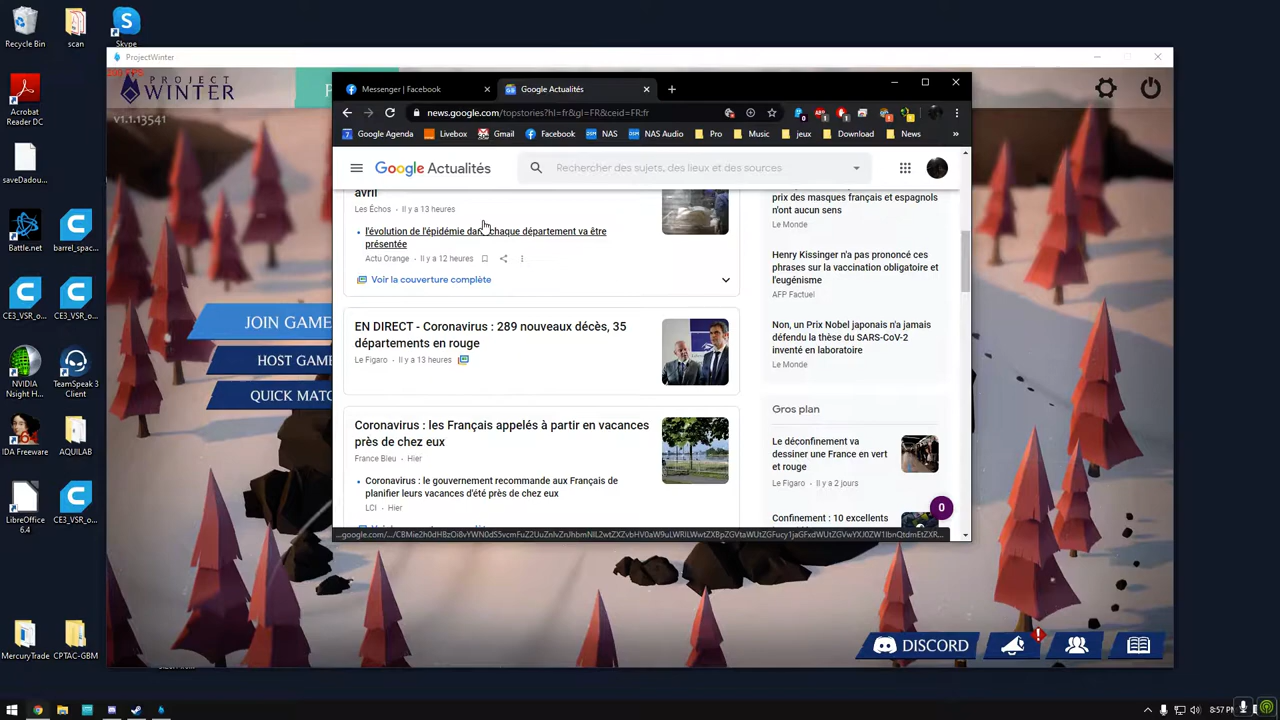 Recycle Bin
scan
Skype
Acrobat
Reader DC
saveDadou...
Battle.net
barrel_spac...
CE3_VSR_o...
CE3_VSR_o...
NVIDIA
Nsight H...
TeamSpeak 3
Client
IDA Freeware
AQUILAB
LibreOffice
6.4
CE3_VSR_o...
MercuryTrade
CPTAC-GBM
ProjectWinter
PROJECT
WINTER
v1.1.13541
P
JOIN GAME
HOST GAME
QUICK MATC
DISCORD
Messenger | Facebook
Google Actualités
news.google.com/topstories?hl=fr&gl=FR&ceid=FR:fr
Google Agenda
Livebox
Gmail
Facebook
NAS
NAS Audio
Pro
Music
jeux
Download
News
»
Google Actualités
Rechercher des sujets, des lieux et des sources
avril
Les Échos • Il y a 13 heures
l'évolution de l'épidémie dans chaque département va être
présentée
Actu Orange • Il y a 12 heures
Voir la couverture complète
EN DIRECT - Coronavirus : 289 nouveaux décès, 35
départements en rouge
Le Figaro • Il y a 13 heures
Coronavirus : les Français appelés à partir en vacances
près de chez eux
France Bleu • Hier
Coronavirus : le gouvernement recommande aux Français de
planifier leurs vacances d'été près de chez eux
LCI • Hier
prix des masques français et espagnols
n'ont aucun sens
Le Monde
Henry Kissinger n'a pas prononcé ces
phrases sur la vaccination obligatoire et
l'eugénisme
AFP Factuel
Non, un Prix Nobel japonais n'a jamais
défendu la thèse du SARS-CoV-2
inventé en laboratoire
Le Monde
Gros plan
Le déconfinement va
dessiner une France en vert
et rouge
Le Figaro • Il y a 2 jours
Confinement : 10 excellents
0
8:57 PM